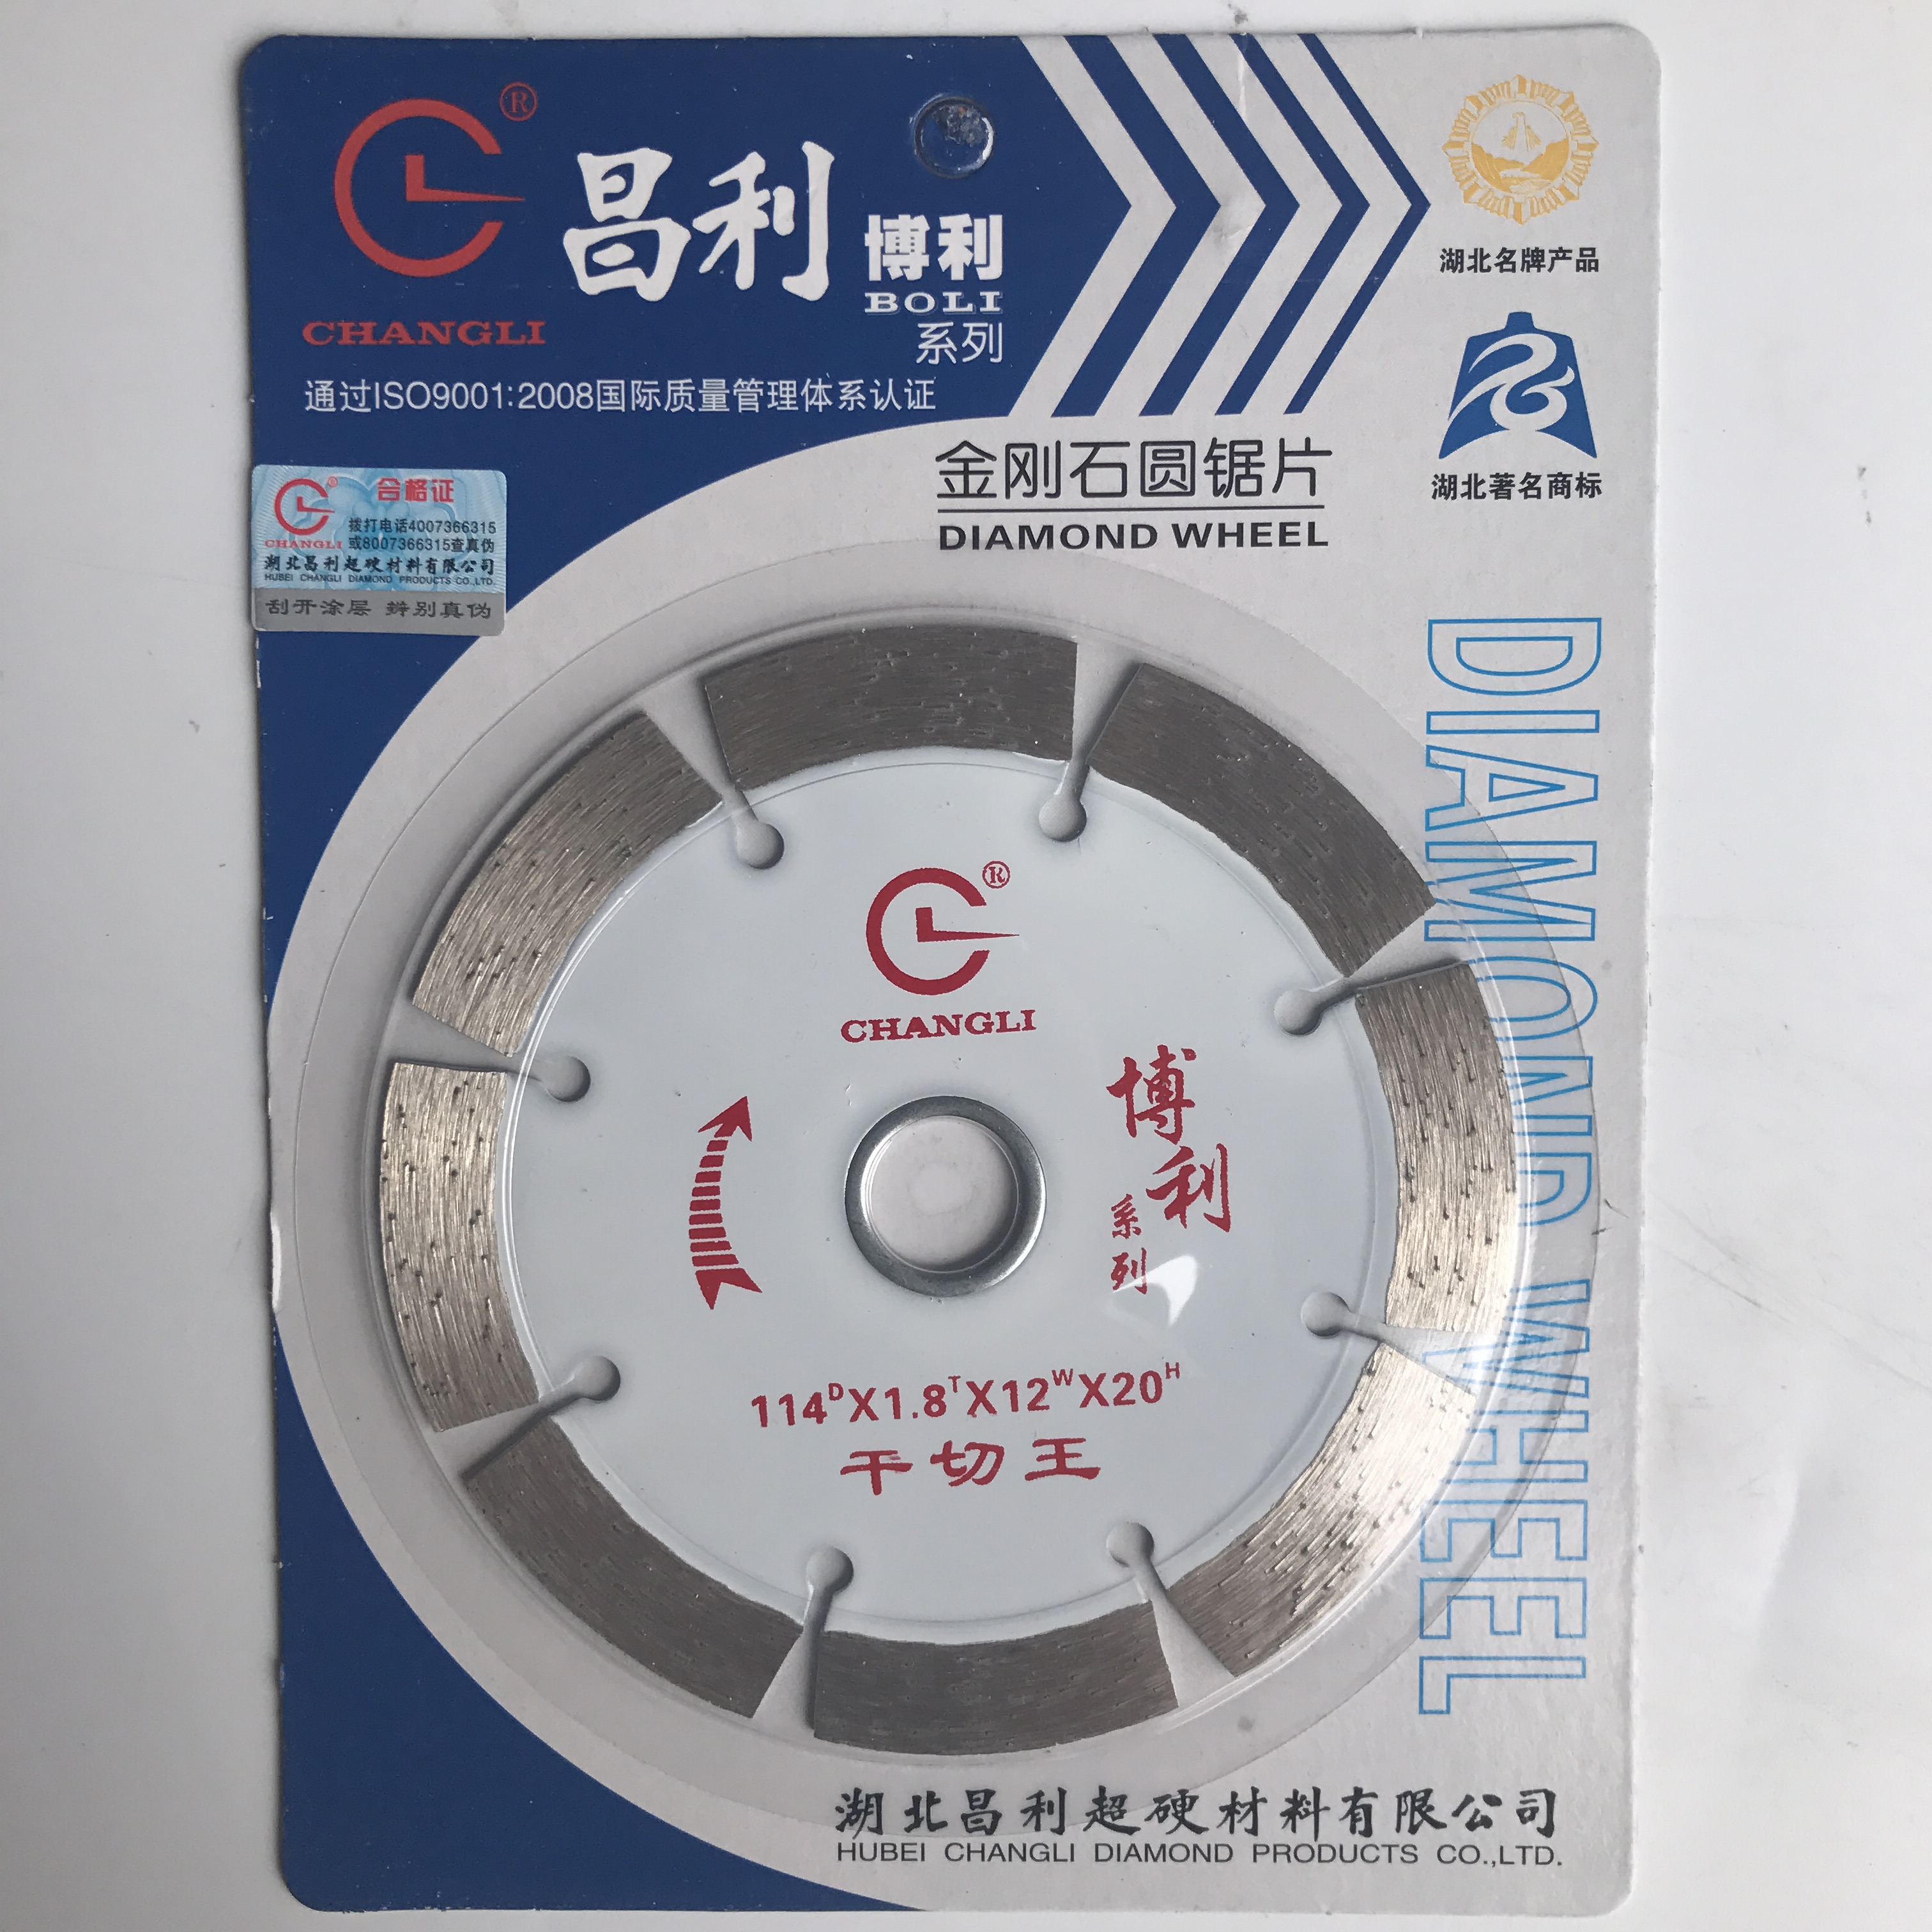 ®
昌利
博利
BOLI
系列
CHANGLI
通过ISO9001:2008国际质量管理体系认证
湖北名牌产品
湖北著名商标
金刚石圆锯片
DIAMOND WHEEL
合格证
拨打电话4007366315
CHANGLI
或8007366315查真伪
湖北昌利超硬材料有限公司
HUBEI CHANGLI DIAMOND PRODUCTS CO.,LTD.
刮开涂层 辨别真伪
DIAMOND WHEEL
®
CHANGLI
博利
系列
114ᴰX1.8ᵀX12ᵂX20ᴴ
干切王
湖北昌利超硬材料有限公司
HUBEI CHANGLI DIAMOND PRODUCTS CO.,LTD.